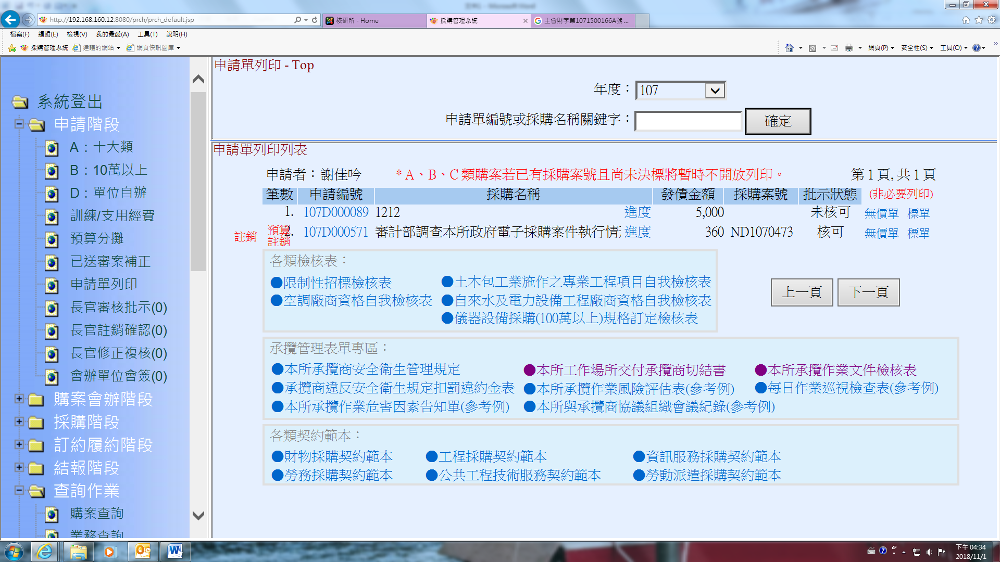 http://192.168.160.12:8080/prch/prch_default.jsp
核研所 - Home
採購管理系統
主會財字第1071500166A號 ...
檔案(F) 編輯(E) 檢視(V) 我的最愛(A) 工具(T) 說明(H)
採購管理系統 建議的網站 網頁快訊圖庫
網頁(P) 安全性(S) 工具(O)
系統登出
申請階段
A：十大類
B：10萬以上
D：單位自辦
訓練/支用經費
預算分攤
已送審案補正
申請單列印
長官審核批示(0)
長官註銷確認(0)
長官修正複核(0)
會辦單位會簽(0)
購案會辦階段
採購階段
訂約履約階段
結報階段
查詢作業
購案查詢
業務查詢
申請單列印 - Top
年度：107
申請單編號或採購名稱關鍵字：
確定
申請單列印列表
申請者：謝佳吟 * A、B、C 類購案若已有採購案號且尚未決標將暫時不開放列印。 第 1 頁, 共 1 頁
筆數 申請編號 採購名稱 發債金額 採購案號 批示狀態 (非必要列印)
1. 107D000089 1212 進度 5,000 未核可 無價單 標單
註銷 預算註銷 2. 107D000571 審計部調查本所政府電子採購案件執行情 進度 360 ND1070473 核可 無價單 標單
各類檢核表：
●限制性招標檢核表 ●土木包工業施作之專業工程項目自我檢核表
●空調廠商資格自我檢核表 ●自來水及電力設備工程廠商資格自我檢核表
●儀器設備採購(100萬以上)規格訂定檢核表
上一頁 下一頁
承攬管理表單專區：
●本所承攬商安全衛生管理規定 ●本所工作場所交付承攬商切結書 ●本所承攬作業文件檢核表
●承攬商違反安全衛生規定扣罰違約金表 ●本所承攬作業風險評估表(參考例) ●每日作業巡視檢查表(參考例)
●本所承攬作業危害因素告知單(參考例) ●本所與承攬商協議組織會議紀錄(參考例)
各類契約範本：
●財物採購契約範本 ●工程採購契約範本 ●資訊服務採購契約範本
●勞務採購契約範本 ●公共工程技術服務契約範本 ●勞動派遣採購契約範本
下午 04:34
2018/11/1